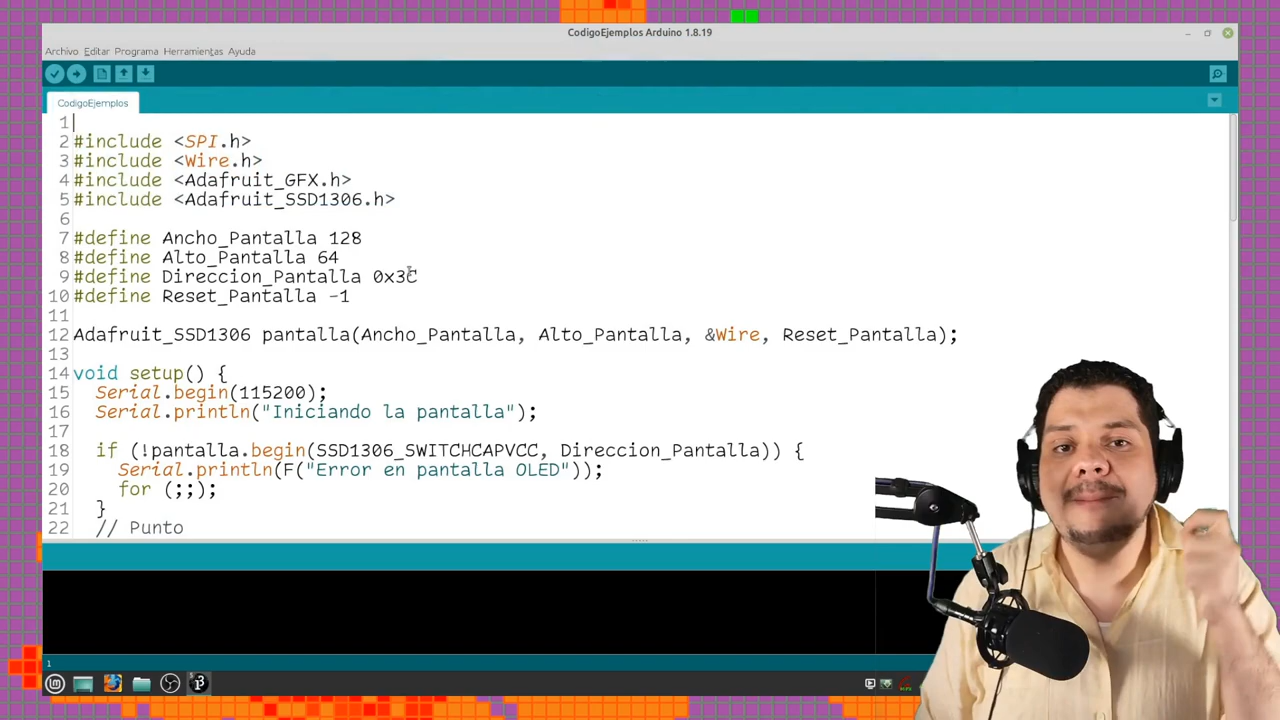 CodigoEjemplos Arduino 1.8.19
Archivo Editar Programa Herramientas Ayuda
CodigoEjemplos
1
2 #include <SPI.h>
3 #include <Wire.h>
4 #include <Adafruit_GFX.h>
5 #include <Adafruit_SSD1306.h>
6
7 #define Ancho_Pantalla 128
8 #define Alto_Pantalla 64
9 #define Direccion_Pantalla 0x3C
10 #define Reset_Pantalla -1
11
12 Adafruit_SSD1306 pantalla(Ancho_Pantalla, Alto_Pantalla, &Wire, Reset_Pantalla);
13
14 void setup() {
15 Serial.begin(115200);
16 Serial.println("Iniciando la pantalla");
17
18 if (!pantalla.begin(SSD1306_SWITCHCAPVCC, Direccion_Pantalla)) {
19 Serial.println(F("Error en pantalla OLED"));
20 for (;;);
21 }
22 // Punto
1